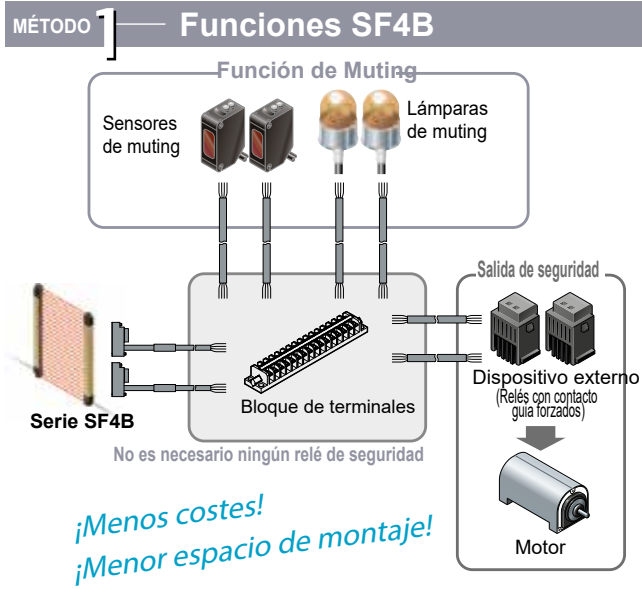 MÉTODO 1 Funciones SF4B
Función de Muting
Sensores
de muting
Lámparas
de muting
Salida de seguridad
Serie SF4B
Bloque de terminales
Dispositivo externo
(Relés con contacto
guia forzados)
No es necesario ningún relé de seguridad
Motor
¡Menos costes!
¡Menor espacio de montaje!